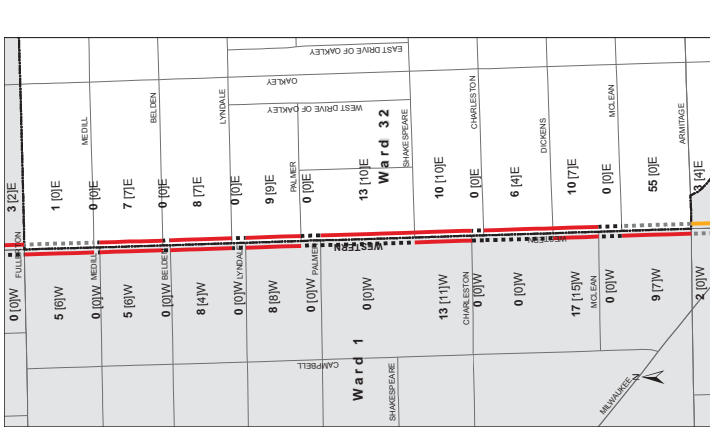 EAST DRIVE OF OAKLEY
OAKLEY
WEST DRIVE OF OAKLEY
MEDILL
BELDEN
LYNDALE
PALMER
SHAKESPEARE
CHARLESTON
DICKENS
MCLEAN
ARMITAGE
Ward 32
3 [2]E
1 [0]E
0 [0]E
7 [7]E
0 [0]E
8 [7]E
0 [0]E
9 [9]E
0 [0]E
13 [10]E
10 [10]E
0 [0]E
6 [4]E
10 [7]E
0 [0]E
55 [0]E
3 [4]E
FULLERTON
WESTERN
WESTERN
0 [0]W
5 [6]W
MEDILL
0 [0]W
5 [6]W
BELDE
0 [0]W
8 [4]W
LYNDAL
0 [0]W
8 [8]W
PALME
0 [0]W
0 [0]W
13 [11]W
CHARLESTON
0 [0]W
0 [0]W
17 [15]W
MCLEAN
0 [0]W
9 [7]W
2 [0]W
CAMPBELL
Ward 1
SHAKESPEARE
MILWAUKEE
N